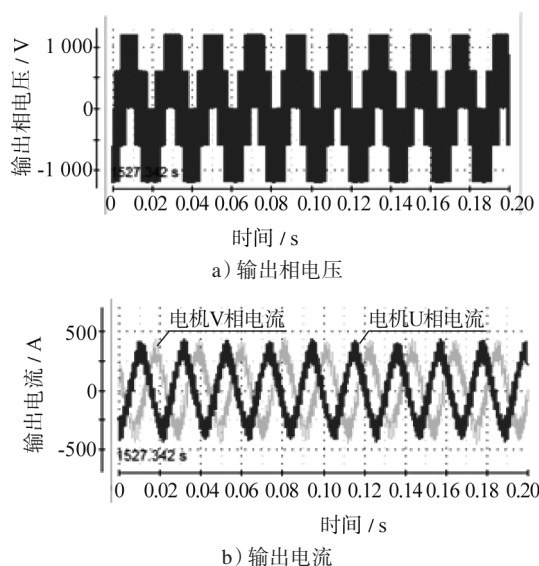 输出相电压 / V
1 000
0
-1 000
1527.342 s
0 0.02 0.04 0.06 0.08 0.10 0.12 0.14 0.16 0.18 0.20
时间 / s
a）输出相电压
输出电流 / A
500
0
-500
电机V相电流 电机U相电流
1527.342 s
0 0.02 0.04 0.06 0.08 0.10 0.12 0.14 0.16 0.18 0.20
时间 / s
b）输出电流